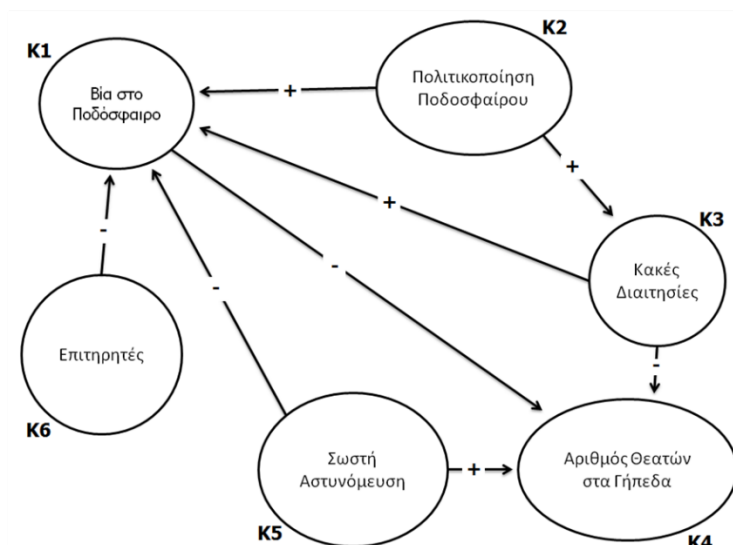 K1
Βία στο
Ποδόσφαιρο
K2
Πολιτικοποίηση
Ποδοσφαίρου
+
+
K3
Κακές
Διαιτησίες
+
-
-
-
-
K6
Επιτηρητές
K5
Σωστή
Αστυνόμευση
+
K4
Αριθμός Θεατών
στα Γήπεδα